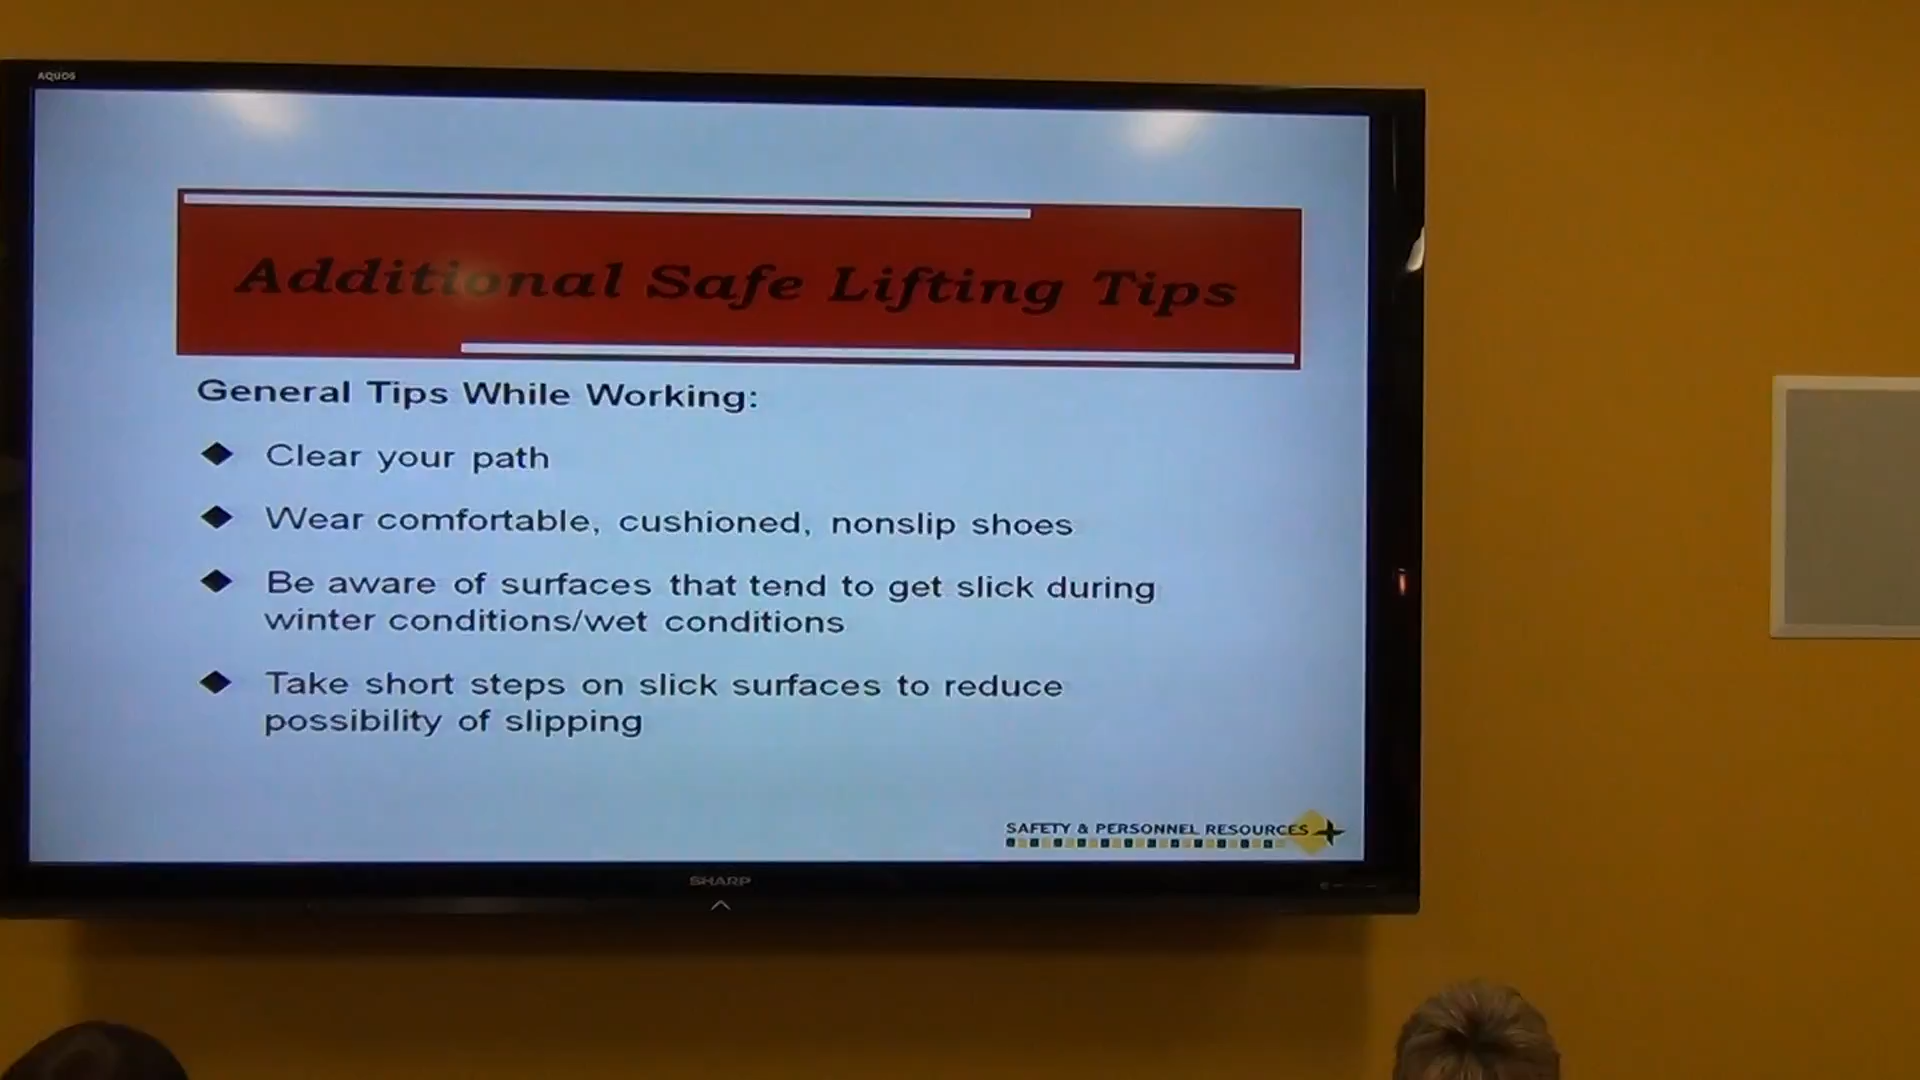 AQUOS
Additional Safe Lifting Tips
General Tips While Working:
Clear your path
Wear comfortable, cushioned, nonslip shoes
Be aware of surfaces that tend to get slick during
winter conditions/wet conditions
Take short steps on slick surfaces to reduce
possibility of slipping
SAFETY & PERSONNEL RESOURCES
SHARP